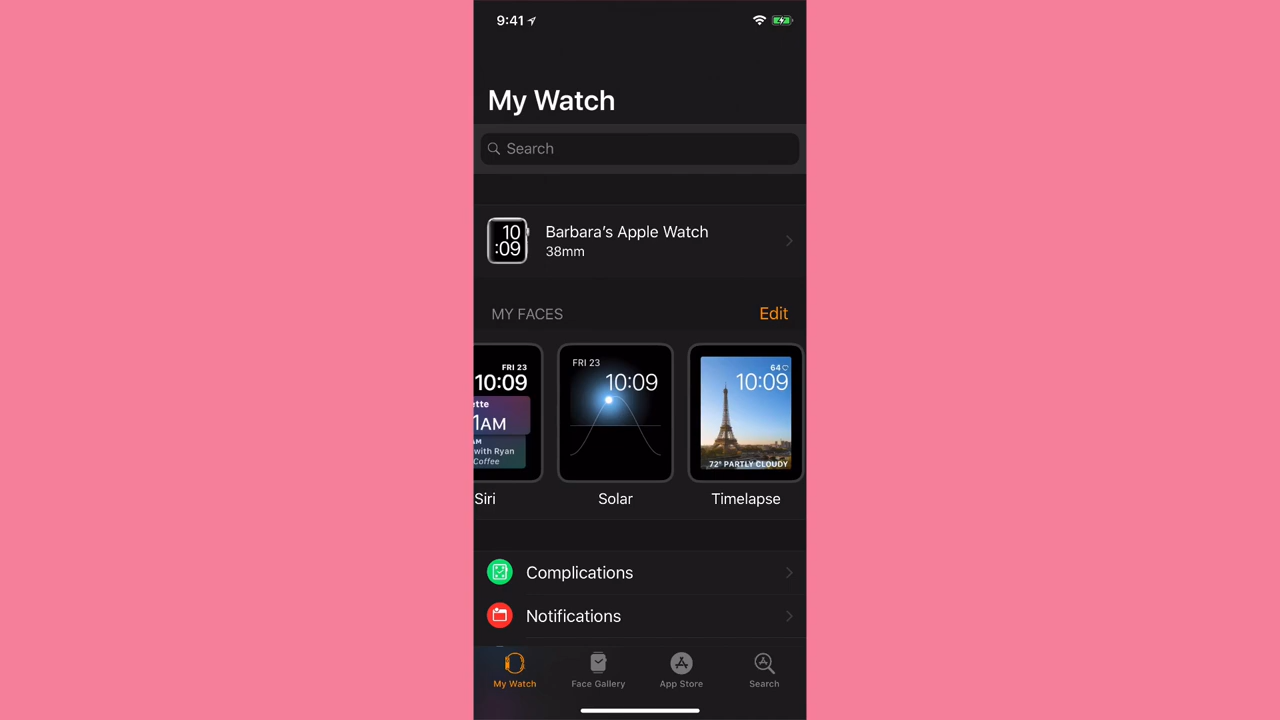 9:41
My Watch
Search
10
:09
Barbara's Apple Watch
38mm
MY FACES
Edit
FRI 23
10:09
ette
1AM
AM
with Ryan
Coffee
Siri
FRI 23
10:09
Solar
64
10:09
72° PARTLY CLOUDY
Timelapse
Complications
Notifications
My Watch
Face Gallery
App Store
Search